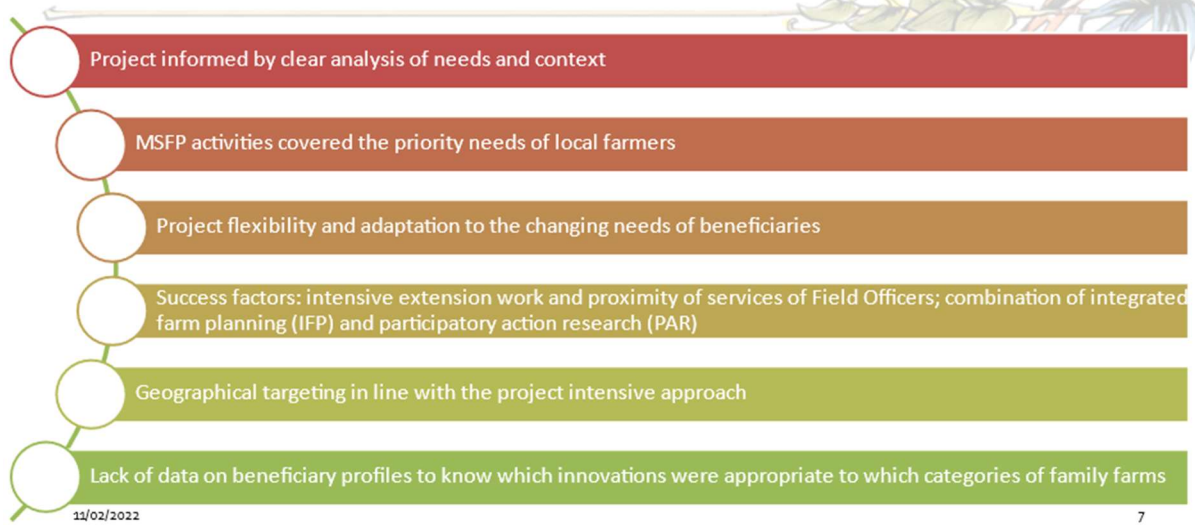 Project informed by clear analysis of needs and context
MSFP activities covered the priority needs of local farmers
Project flexibility and adaptation to the changing needs of beneficiaries
Success factors: intensive extension work and proximity of services of Field Officers; combination of integrated
farm planning (IFP) and participatory action research (PAR)
Geographical targeting in line with the project intensive approach
Lack of data on beneficiary profiles to know which innovations were appropriate to which categories of family farms
11/02/2022
7